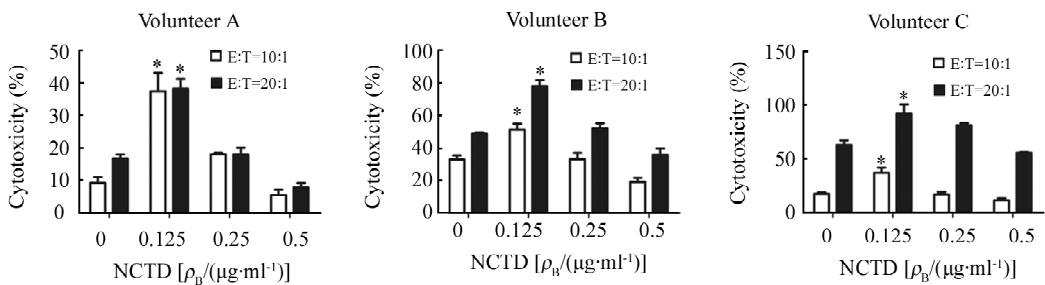 Volunteer A
Cytotoxicity (%)
50
40
30
20
10
0
* *
E:T=10:1
E:T=20:1
0 0.125 0.25 0.5
NCTD [ρB/(μg·ml-1)]
Volunteer B
Cytotoxicity (%)
100
80
60
40
20
0
* *
E:T=10:1
E:T=20:1
0 0.125 0.25 0.5
NCTD [ρB/(μg·ml-1)]
Volunteer C
Cytotoxicity (%)
150
100
50
0
* *
E:T=10:1
E:T=20:1
0 0.125 0.25 0.5
NCTD [ρB/(μg·ml-1)]